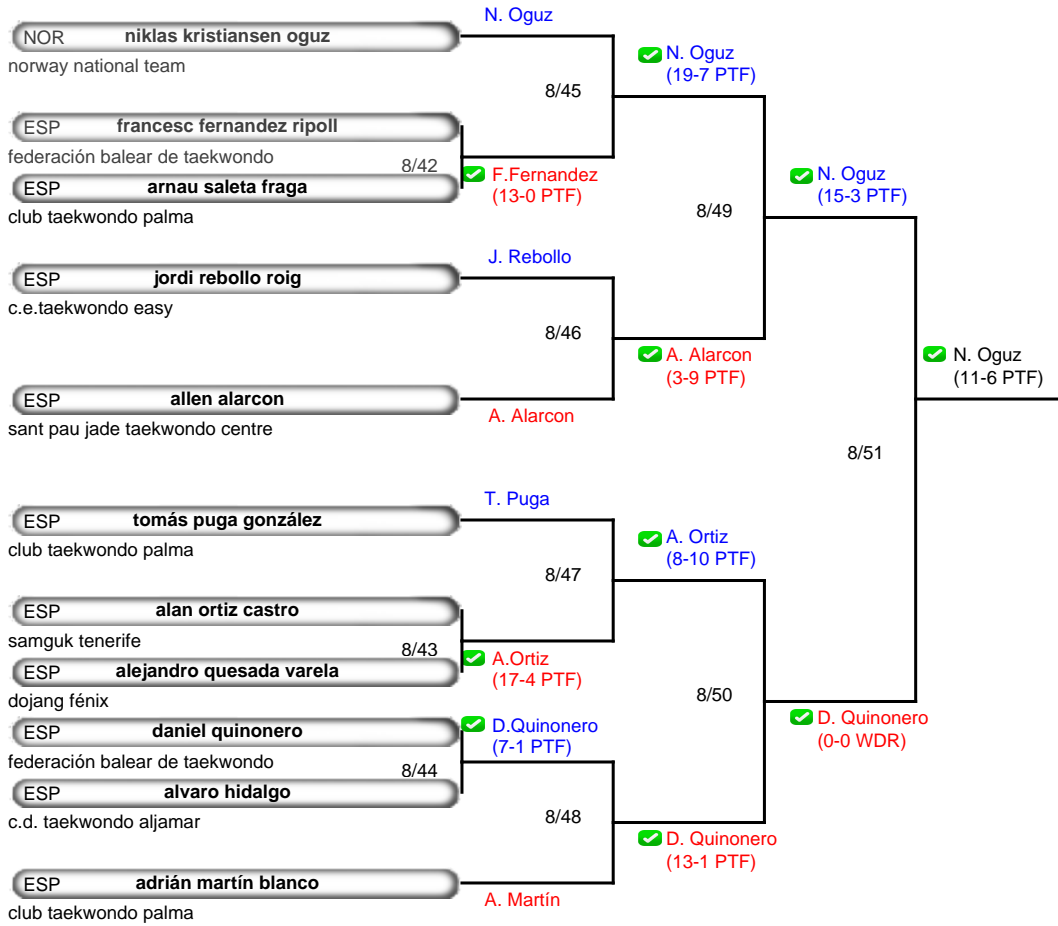 N. Oguz
NOR niklas kristiansen oguz
norway national team
N. Oguz
(19-7 PTF)
8/45
ESP francesc fernandez ripoll
federación balear de taekwondo
8/42
F.Fernandez
(13-0 PTF)
ESP arnau saleta fraga
club taekwondo palma
N. Oguz
(15-3 PTF)
8/49
J. Rebollo
ESP jordi rebollo roig
c.e.taekwondo easy
8/46
A. Alarcon
(3-9 PTF)
N. Oguz
(11-6 PTF)
ESP allen alarcon
A. Alarcon
sant pau jade taekwondo centre
8/51
T. Puga
ESP tomás puga gonzález
club taekwondo palma
A. Ortiz
(8-10 PTF)
8/47
ESP alan ortiz castro
samguk tenerife
8/43
A.Ortiz
(17-4 PTF)
ESP alejandro quesada varela
dojang fénix
8/50
D. Quinonero
(0-0 WDR)
ESP daniel quinonero
D.Quinonero
(7-1 PTF)
federación balear de taekwondo
8/44
ESP alvaro hidalgo
c.d. taekwondo aljamar
8/48
D. Quinonero
(13-1 PTF)
ESP adrián martín blanco
A. Martín
club taekwondo palma